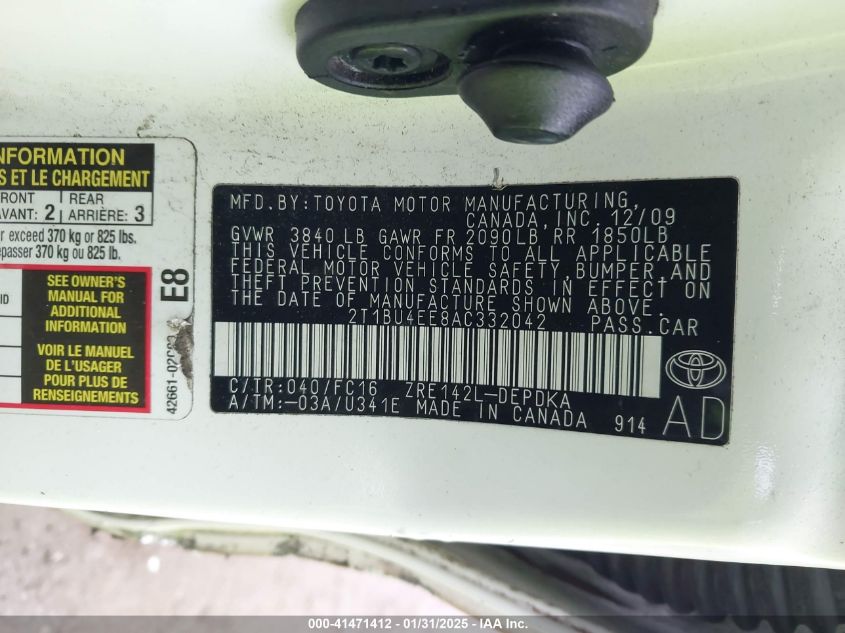 NFORMATION
S ET LE CHARGEMENT
FRONT REAR
AVANT: 2 ARRIÈRE: 3
er exceed 370 kg or 825 lbs.
épasser 370 kg ou 825 lb.
SEE OWNER'S
MANUAL FOR
ADDITIONAL
INFORMATION
VOIR LE MANUEL
DE L'USAGER
POUR PLUS DE
RENSEIGNEMENTS
E8
MFD.BY:TOYOTA MOTOR MANUFACTURING,
CANADA,INC.12/09
GVWR 3840 LB GAWR FR 2090LB RR 1850LB
THIS VEHICLE CONFORMS TO ALL APPLICABLE
FEDERAL MOTOR VEHICLE SAFETY,BUMPER,AND
THEFT PREVENTION STANDARDS IN EFFECT ON
THE DATE OF MANUFACTURE SHOWN ABOVE.
2T1BU4EE8AC332042 PASS.CAR
C/TR:040/FC16 ZRE142L-DEPDKA
A/TM:-03A/U341E MADE IN CANADA 914
AD
000-41471412 - 01/31/2025 - IAA Inc.